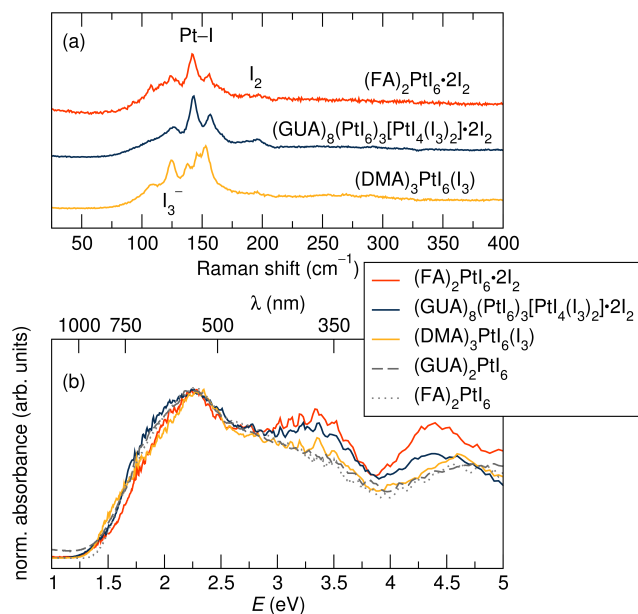 (a)
Pt–I
I₂
(FA)₂PtI₆•2I₂
(GUA)₈(PtI₆)₃[PtI₄(I₃)₂]•2I₂
(DMA)₃PtI₆(I₃)
I₃⁻
50 100 150 200 250 300 350 400
Raman shift (cm⁻¹)
(FA)₂PtI₆•2I₂
(GUA)₈(PtI₆)₃[PtI₄(I₃)₂]•2I₂
(DMA)₃PtI₆(I₃)
(GUA)₂PtI₆
(FA)₂PtI₆
λ (nm)
1000 750 500 350
(b)
norm. absorbance (arb. units)
1 1.5 2 2.5 3 3.5 4 4.5 5
E (eV)